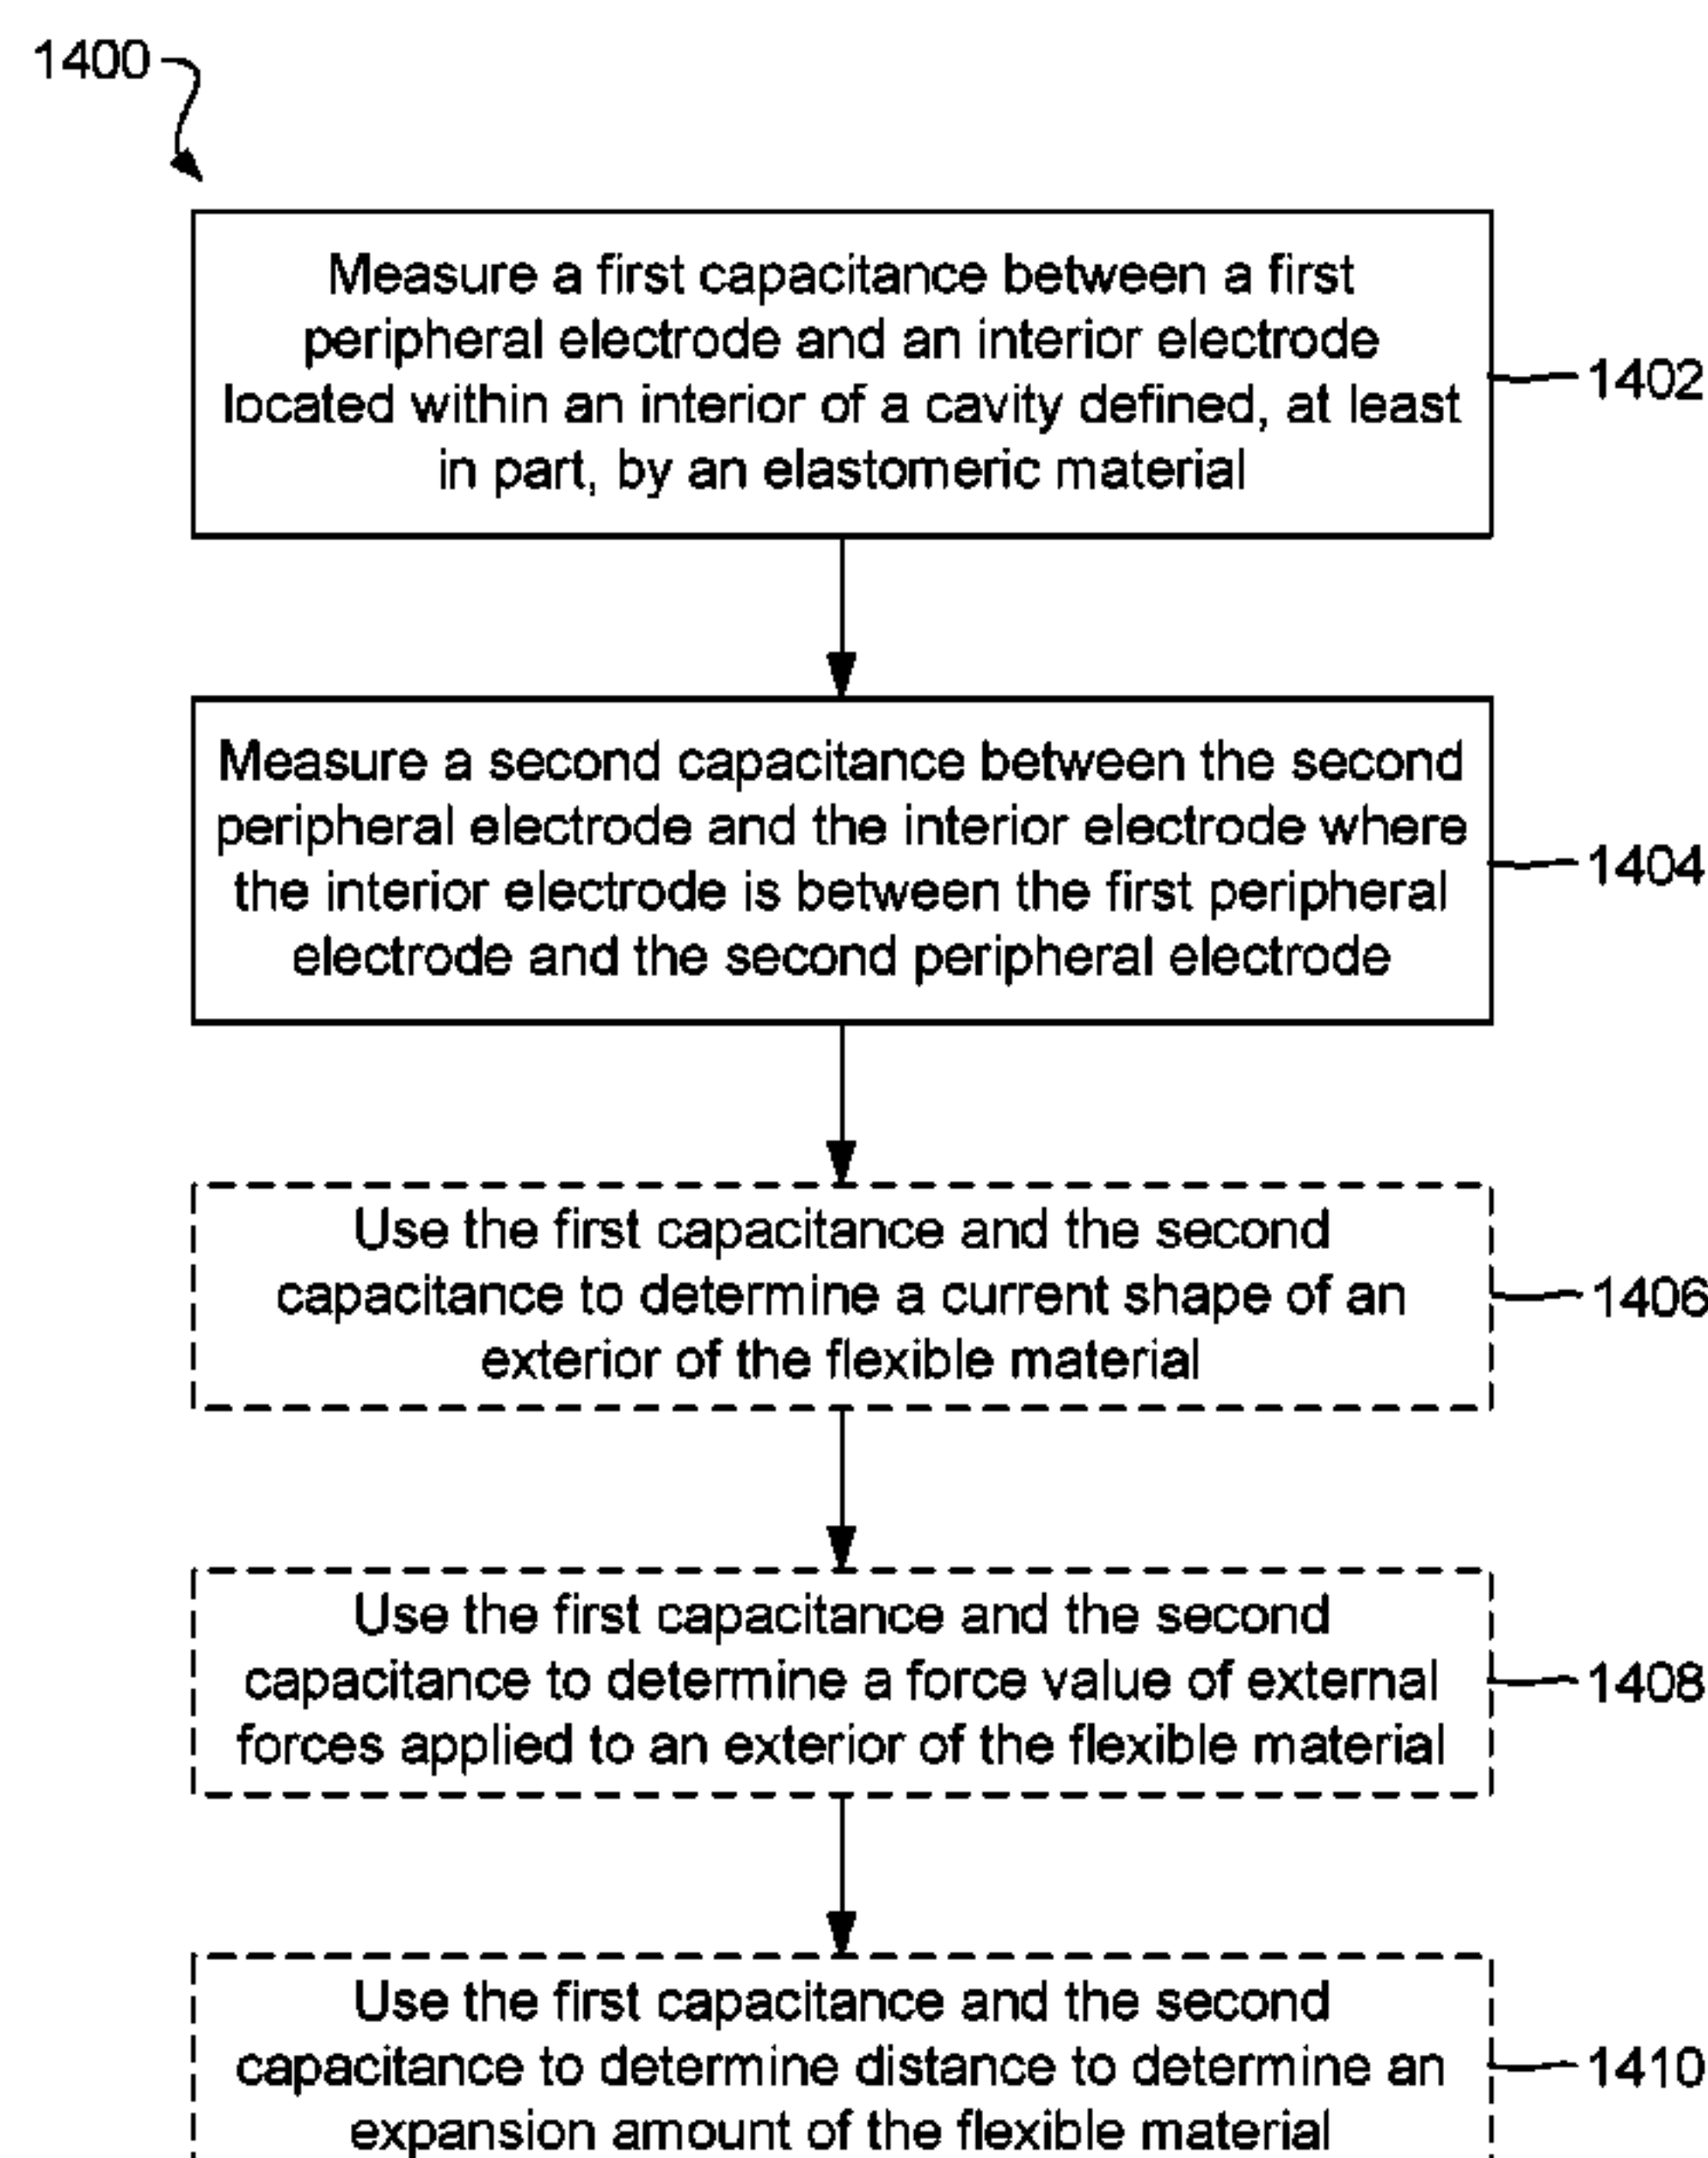 1400
Measure a first capacitance between a first
peripheral electrode and an interior electrode
located within an interior of a cavity defined, at least
in part, by an elastomeric material
1402
Measure a second capacitance between the second
peripheral electrode and the interior electrode where
the interior electrode is between the first peripheral
electrode and the second peripheral electrode
1404
Use the first capacitance and the second
capacitance to determine a current shape of an
exterior of the flexible material
1406
Use the first capacitance and the second
capacitance to determine a force value of external
forces applied to an exterior of the flexible material
1408
Use the first capacitance and the second
capacitance to determine distance to determine an
expansion amount of the flexible material
1410